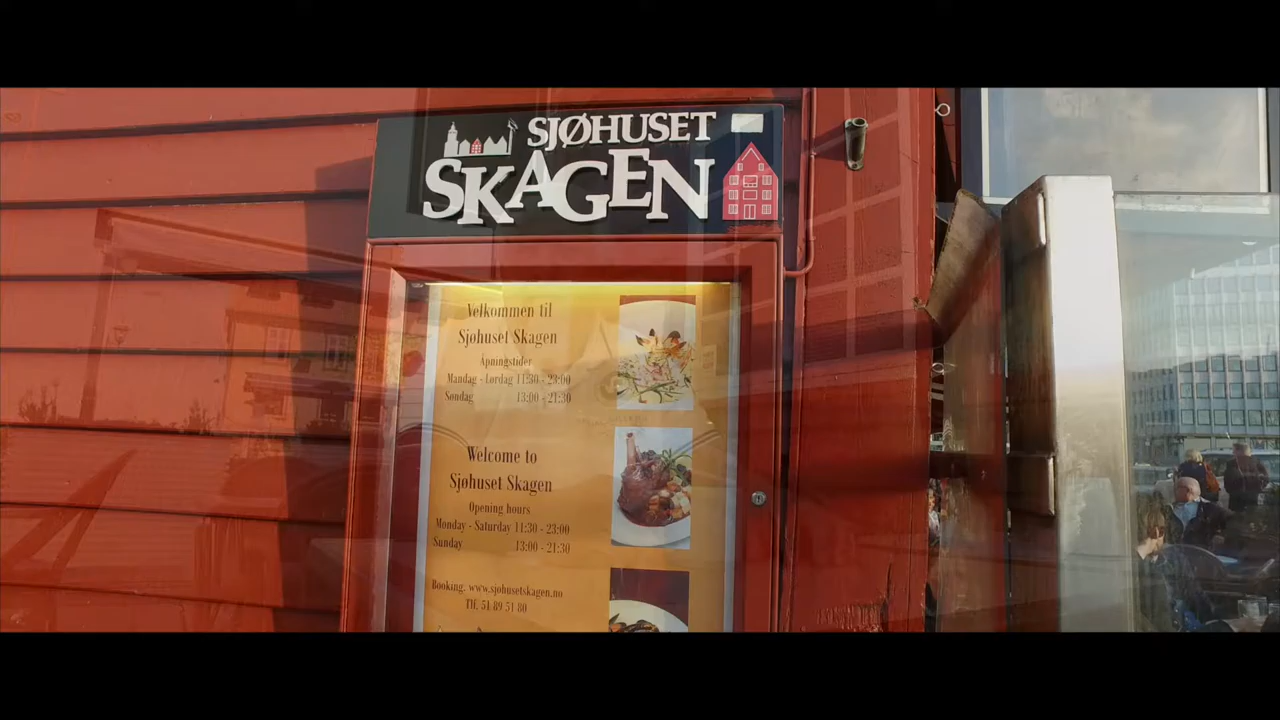 SJØHUSET
SKAGEN
Velkommen til
Sjøhuset Skagen
Åpningstider
Mandag - Lørdag 11:30 - 23:00
Søndag 13:00 - 21:30
Welcome to
Sjøhuset Skagen
Opening hours
Monday - Saturday 11:30 - 23:00
Sunday 13:00 - 21:30
Booking. www.sjohusetskagen.no
Tlf. 51 89 51 80